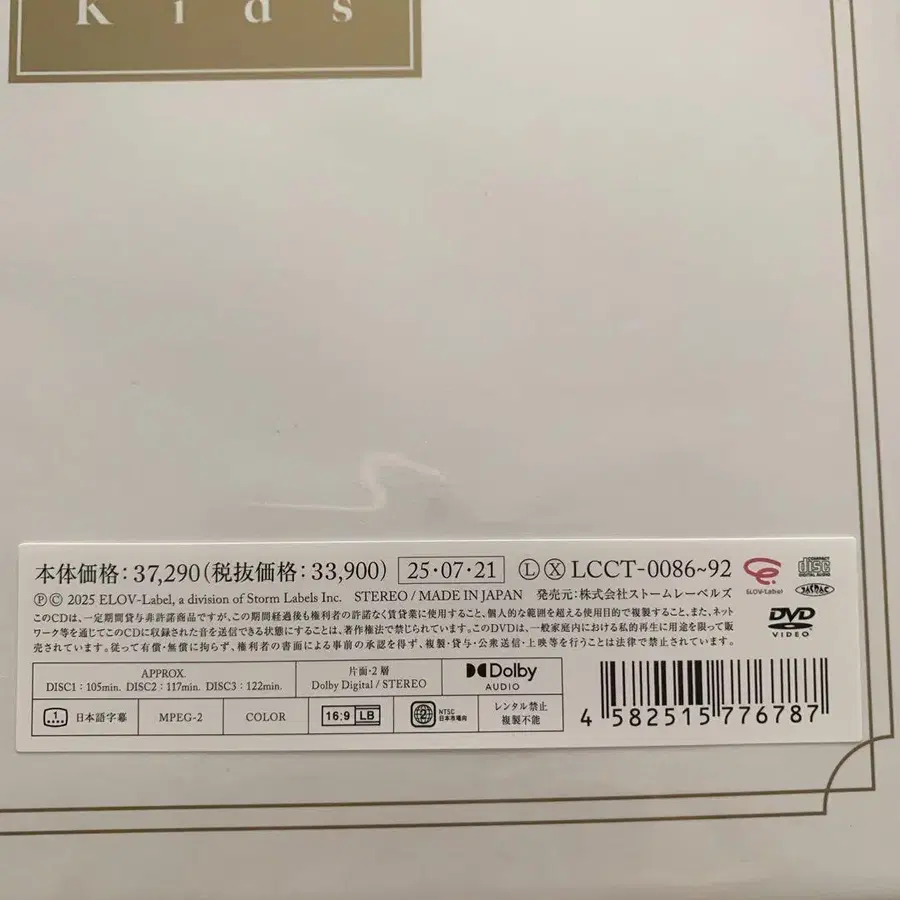 Kids
本体価格:37,290(税抜価格:33,900) 25・07・21 ⓁⓍ LCCT-0086~92
ⓅⒸ 2025 ELOV-Label, a division of Storm Labels Inc. STEREO / MADE IN JAPAN 発売元:株式会社ストームレーベルズ
このCDは、一定期間貸与非許諾商品ですが、この期間経過後も権利者の許諾なく賃貸業に使用すること、個人的な範囲を超える使用目的で複製すること、また、ネット
ワーク等を通じてこのCDに収録された音を送信できる状態にすることは、著作権法で禁じられています。このDVDは、一般家庭内における私的再生に用途を限って販
売されています。従って有償・無償に拘らず、権利者の書面による事前の承認を得ず、複製・貸与・公衆送信・上映等を行うことは法律で禁止されています。
ELOV-Label
COMPACT
DISC
DIGITAL AUDIO
JASRAC
DVD
VIDEO
APPROX.
DISC1:105min. DISC2:117min. DISC3:122min.
片面・2層
Dolby Digital / STEREO
Dolby
AUDIO
1 日本語字幕
MPEG-2
COLOR
16:9 LB
2 NTSC
日本市場向
レンタル禁止
複製不能
4 582515 776787